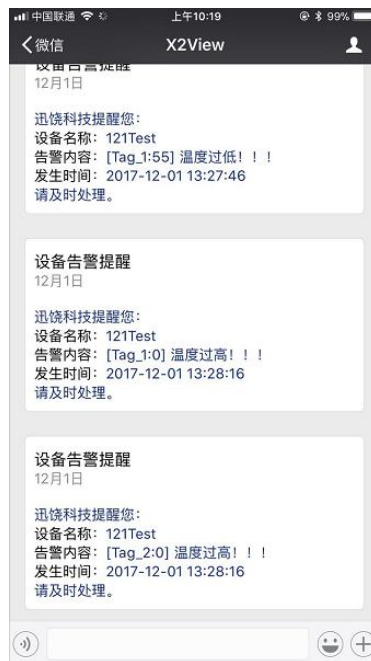 中国联通 上午10:19 99%
微信 X2View
设备告警提醒
12月1日
迅饶科技提醒您:
设备名称: 121Test
告警内容: [Tag_1:55] 温度过低!!!
发生时间: 2017-12-01 13:27:46
请及时处理。
设备告警提醒
12月1日
迅饶科技提醒您:
设备名称: 121Test
告警内容: [Tag_1:0] 温度过高!!!
发生时间: 2017-12-01 13:28:16
请及时处理。
设备告警提醒
12月1日
迅饶科技提醒您:
设备名称: 121Test
告警内容: [Tag_2:0] 温度过高!!!
发生时间: 2017-12-01 13:28:16
请及时处理。